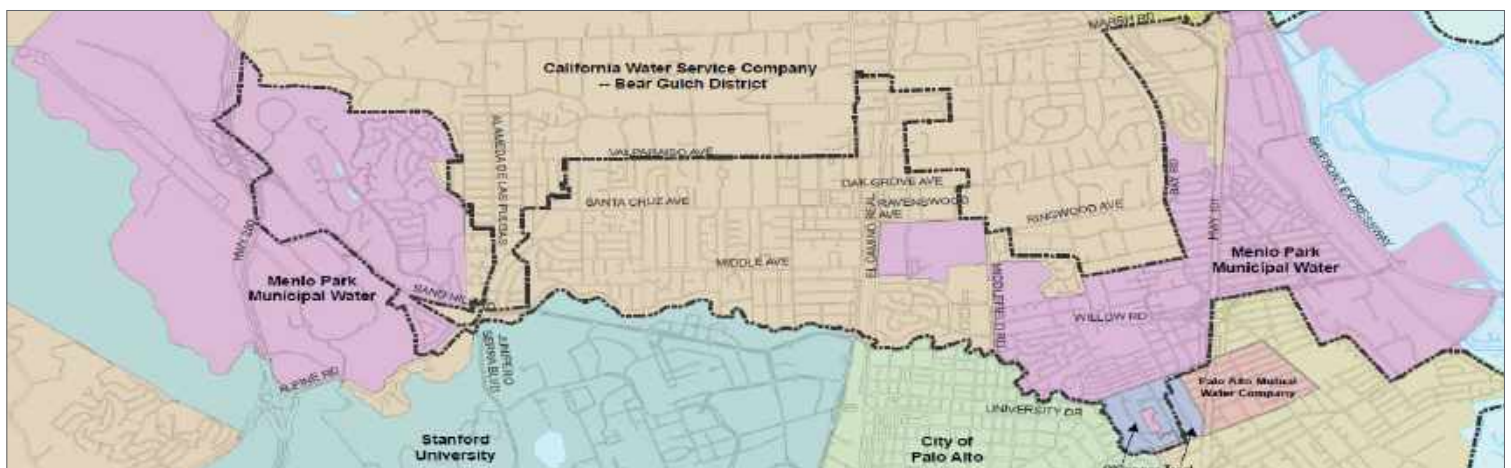 MARSH RD
California Water Service Company
-- Bear Gulch District
ALAMEDA DE LAS PULGAS
VALPARAISO AVE
OAK GROVE AVE
BAYFRONT EXPRESSWAY
SANTA CRUZ AVE
RAVENSWOOD
AVE
RINGWOOD AVE
HWY 280
EL CAMINO REAL
HWY 101
MIDDLE AVE
Menlo Park
Municipal Water
Menlo Park
Municipal Water
SAND HILL
MIDDLEFIELD RD
WILLOW RD
JUNIPERO
SERRA BLVD
ALPINE RD
Palo Alto Mutual
Water Company
UNIVERSITY DR
Stanford
University
City of
Palo Alto